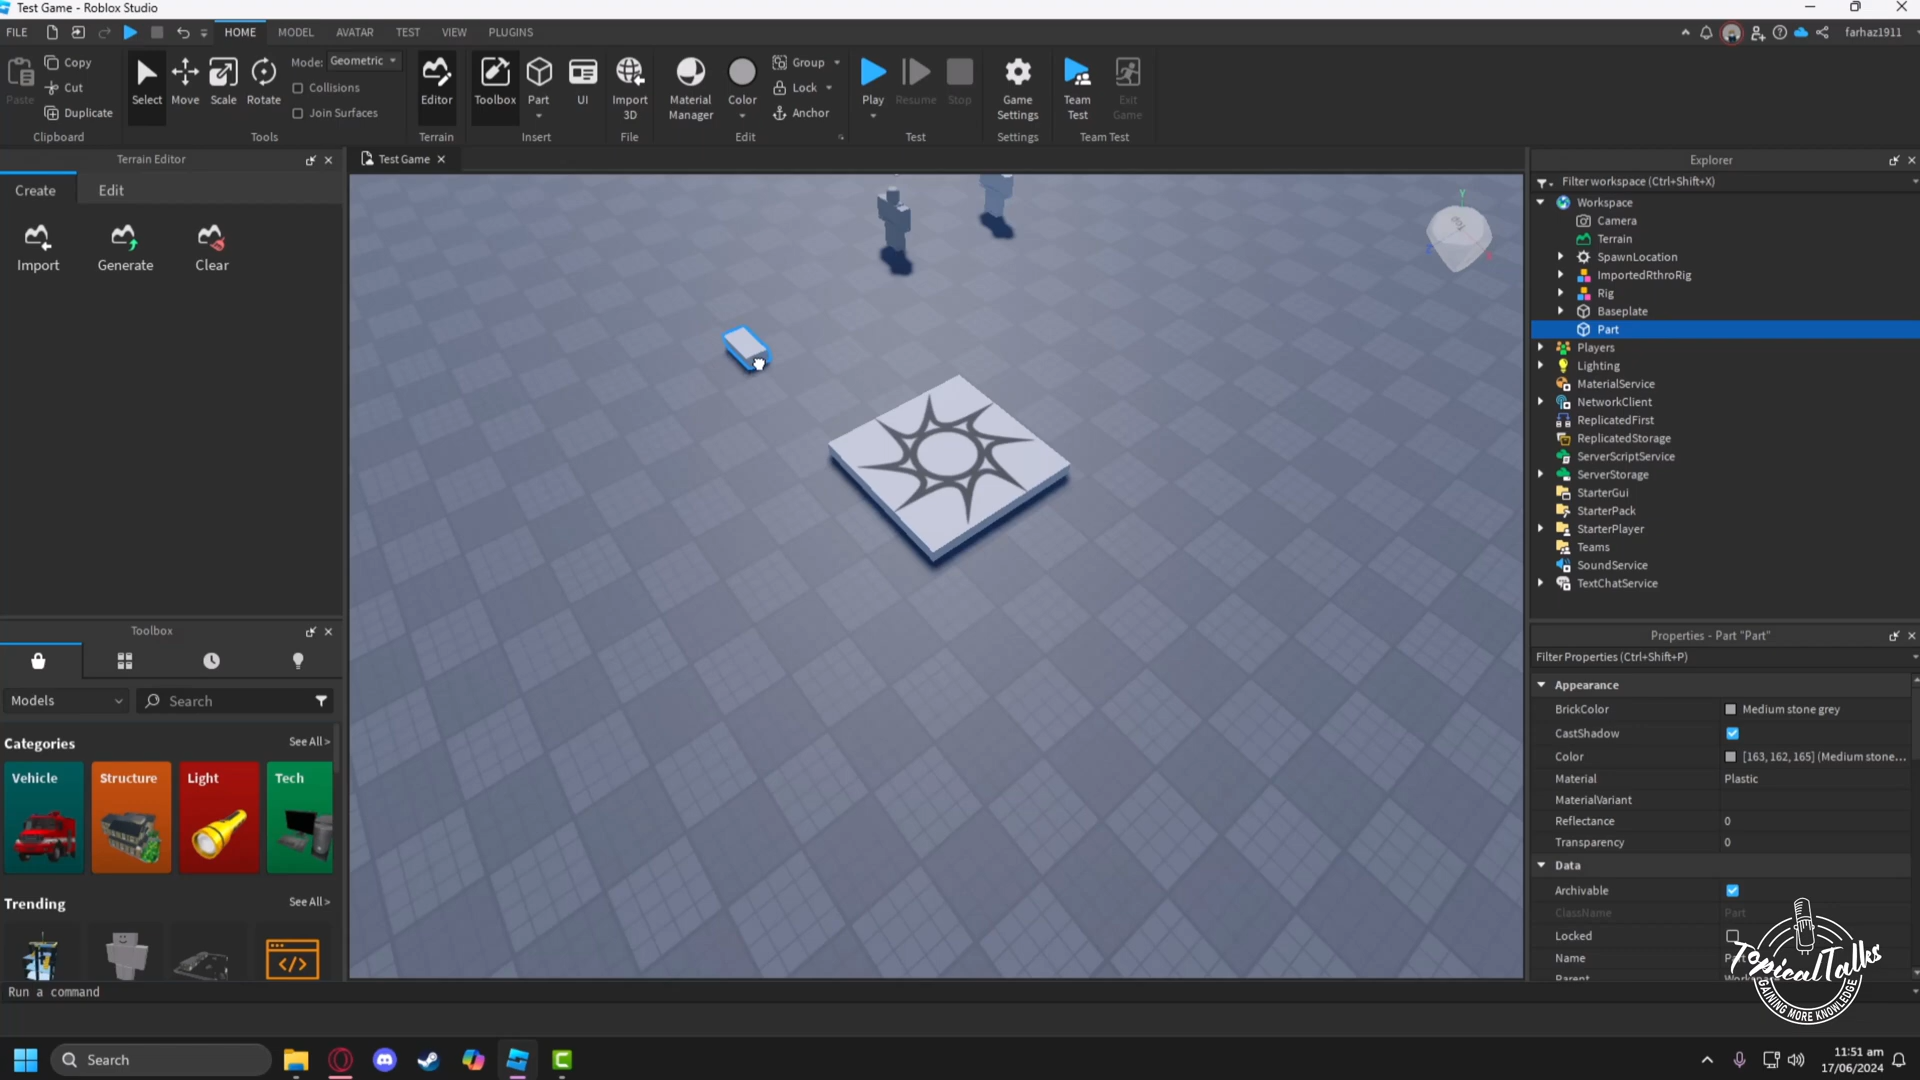 Test Game - Roblox Studio
FILE HOME MODEL AVATAR TEST VIEW PLUGINS farhaz1911
Paste Copy Cut Duplicate Clipboard
Select Move Scale Rotate Mode: Geometric Collisions Join Surfaces Tools
Editor Terrain
Toolbox Part UI Insert
Import 3D File
Material Manager Color Group Lock Anchor Edit
Play Resume Stop Test
Game Settings Settings
Team Test Exit Game Team Test
Terrain Editor
Create Edit
Import Generate Clear
Test Game
Explorer
Filter workspace (Ctrl+Shift+X)
Workspace
Camera
Terrain
SpawnLocation
ImportedRthroRig
Rig
Baseplate
Part
Players
Lighting
MaterialService
NetworkClient
ReplicatedFirst
ReplicatedStorage
ServerScriptService
ServerStorage
StarterGui
StarterPack
StarterPlayer
Teams
SoundService
TextChatService
Toolbox
Models Search
Categories See All >
Vehicle Structure Light Tech
Trending See All >
Properties - Part "Part"
Filter Properties (Ctrl+Shift+P)
Appearance
BrickColor Medium stone grey
CastShadow
Color [163, 162, 165] (Medium stone...
Material Plastic
MaterialVariant
Reflectance 0
Transparency 0
Data
Archivable
ClassName Part
Locked
Name
Parent
TopicalTalks
GAINING MORE KNOWLEDGE
Run a command
Search
11:51 am
17/06/2024